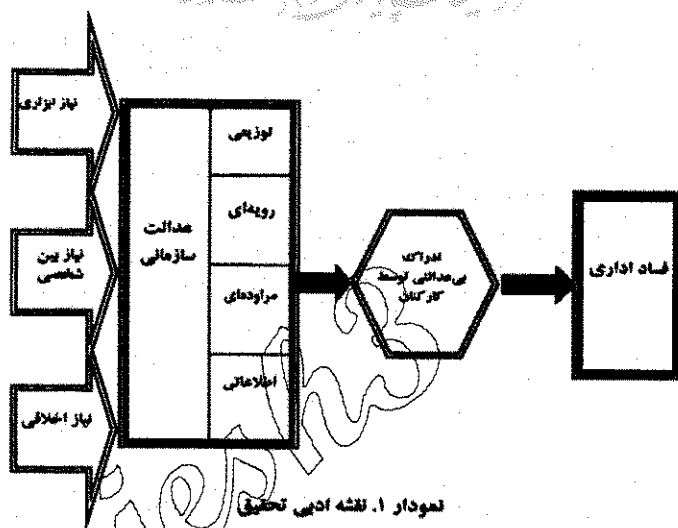 نیاز ابزاری
نیاز بین
شخصی
نیاز اخلاقی
عدالت
سازمانی
توزیعی
رویه‌ای
مراوده‌ای
اطلاعاتی
ادراک
بی‌عدالتی توسط
کارکنان
فساد اداری
نمودار ۱. نقشه ادبی تحقیق